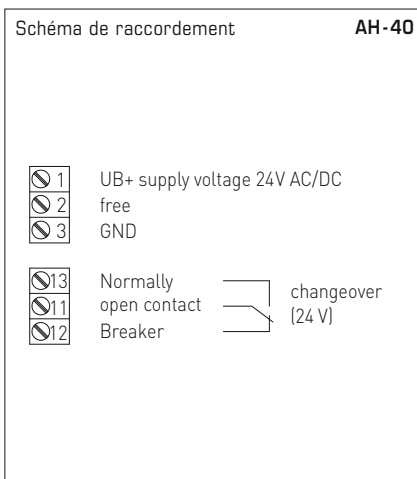 Schéma de raccordement AH-40
1 UB+ supply voltage 24V AC/DC
2 free
3 GND
13 Normally
11 open contact
12 Breaker
changeover
(24 V)